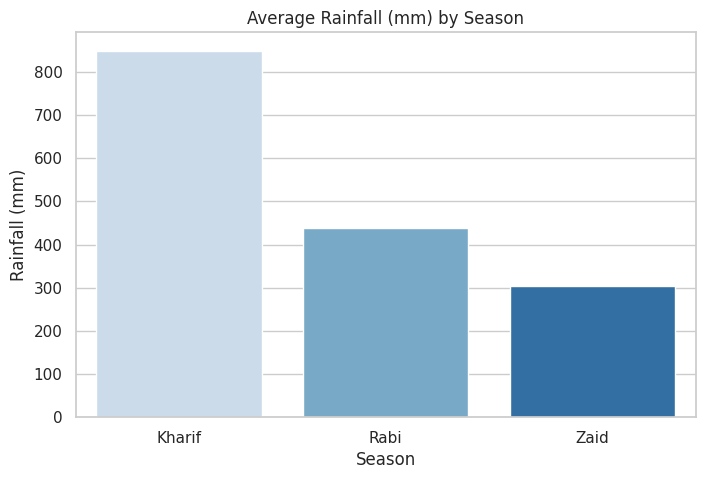 Average Rainfall (mm) by Season
Rainfall (mm)
800
700
600
500
400
300
200
100
0
Kharif
Rabi
Zaid
Season